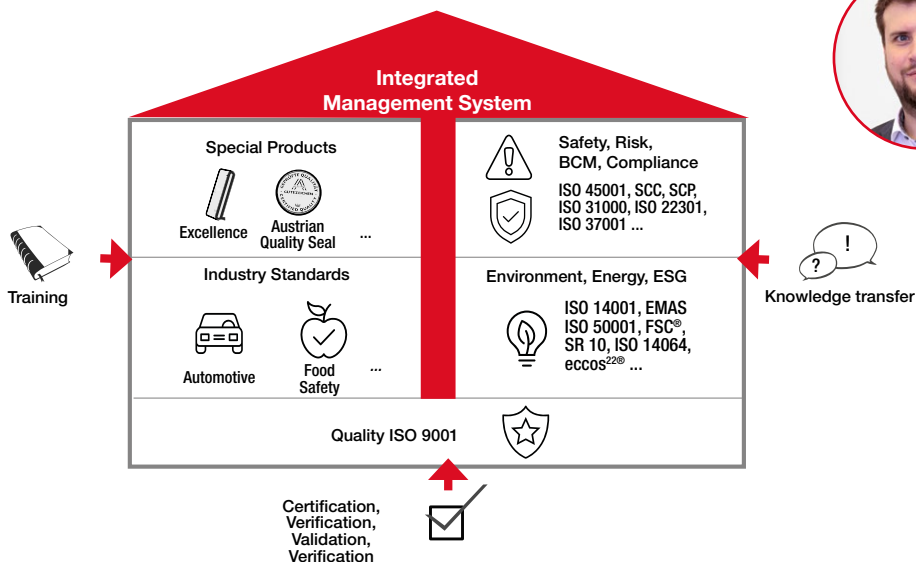 Integrated
Management System
Special Products
Excellence
Austrian
Quality Seal
...
Safety, Risk,
BCM, Compliance
ISO 45001, SCC, SCP,
ISO 31000, ISO 22301,
ISO 37001 ...
Training
Industry Standards
Automotive
Food
Safety
...
Environment, Energy, ESG
ISO 14001, EMAS
ISO 50001, FSC®,
SR 10, ISO 14064,
eccos²²® ...
!
?
Knowledge transfer
Quality ISO 9001
Certification,
Verification,
Validation,
Verification